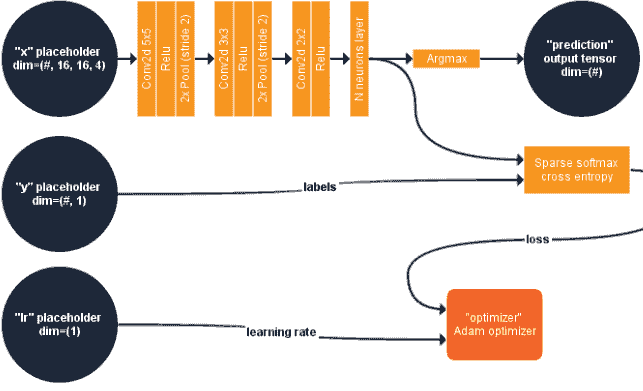 "x" placeholder
dim=(#, 16, 16, 4)
Conv2d 5x5
Relu
2x Pool (stride 2)
Conv2d 3x3
Relu
2x Pool (stride 2)
Conv2d 2x2
Relu
N neurons layer
Argmax
"prediction"
output tensor
dim=(#)
"y" placeholder
dim=(#, 1)
labels
Sparse softmax
cross entropy
loss
"lr" placeholder
dim=(1)
learning rate
"optimizer"
Adam optimizer